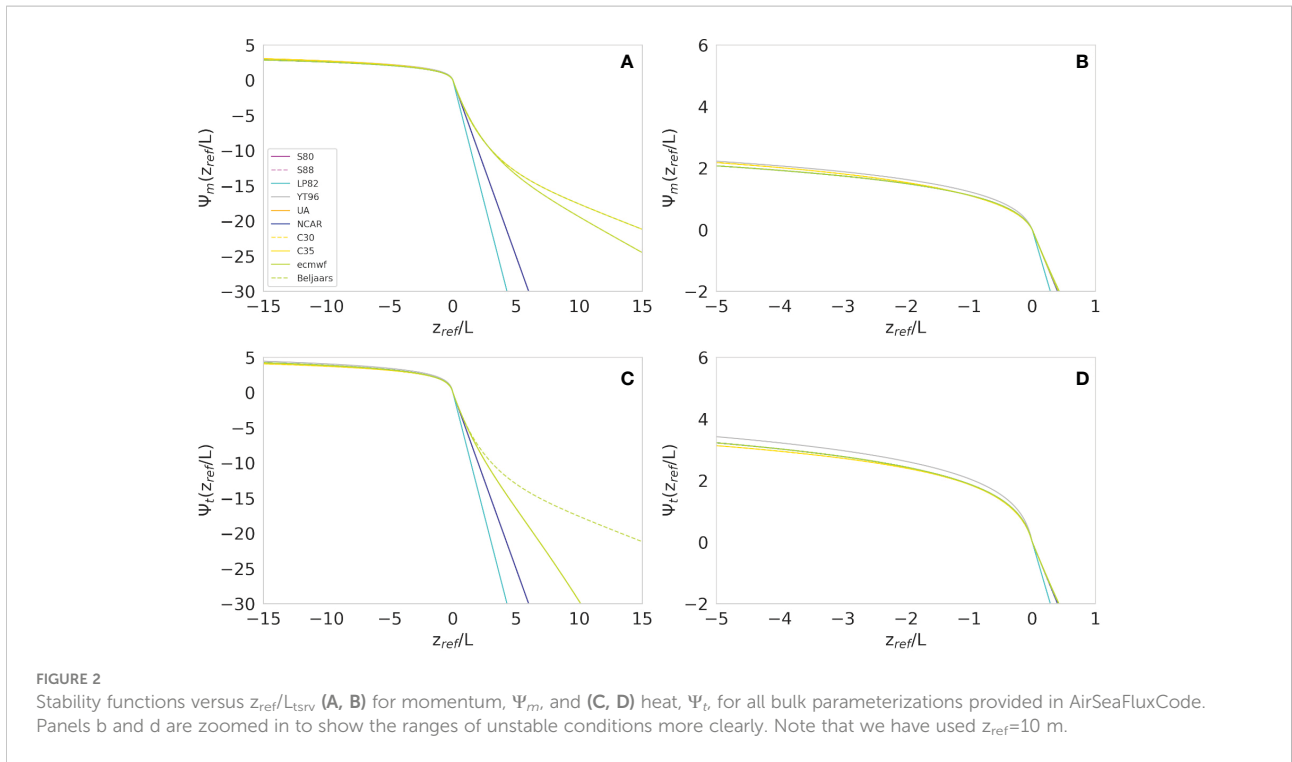 A
5
0
−5
−10
−15
−20
−25
−30
Ψm(zref/L)
S80
S88
LP82
YT96
UA
NCAR
C30
C35
ecmwf
Beljaars
−15 −10 −5 0 5 10 15
zref/L
B
6
4
2
0
−2
Ψm(zref/L)
−5 −4 −3 −2 −1 0 1
zref/L
C
5
0
−5
−10
−15
−20
−25
−30
Ψt(zref/L)
−15 −10 −5 0 5 10 15
zref/L
D
6
4
2
0
−2
Ψt(zref/L)
−5 −4 −3 −2 −1 0 1
zref/L
FIGURE 2
Stability functions versus zref/Ltsrv (A, B) for momentum, Ψm, and (C, D) heat, Ψt, for all bulk parameterizations provided in AirSeaFluxCode.
Panels b and d are zoomed in to show the ranges of unstable conditions more clearly. Note that we have used zref=10 m.